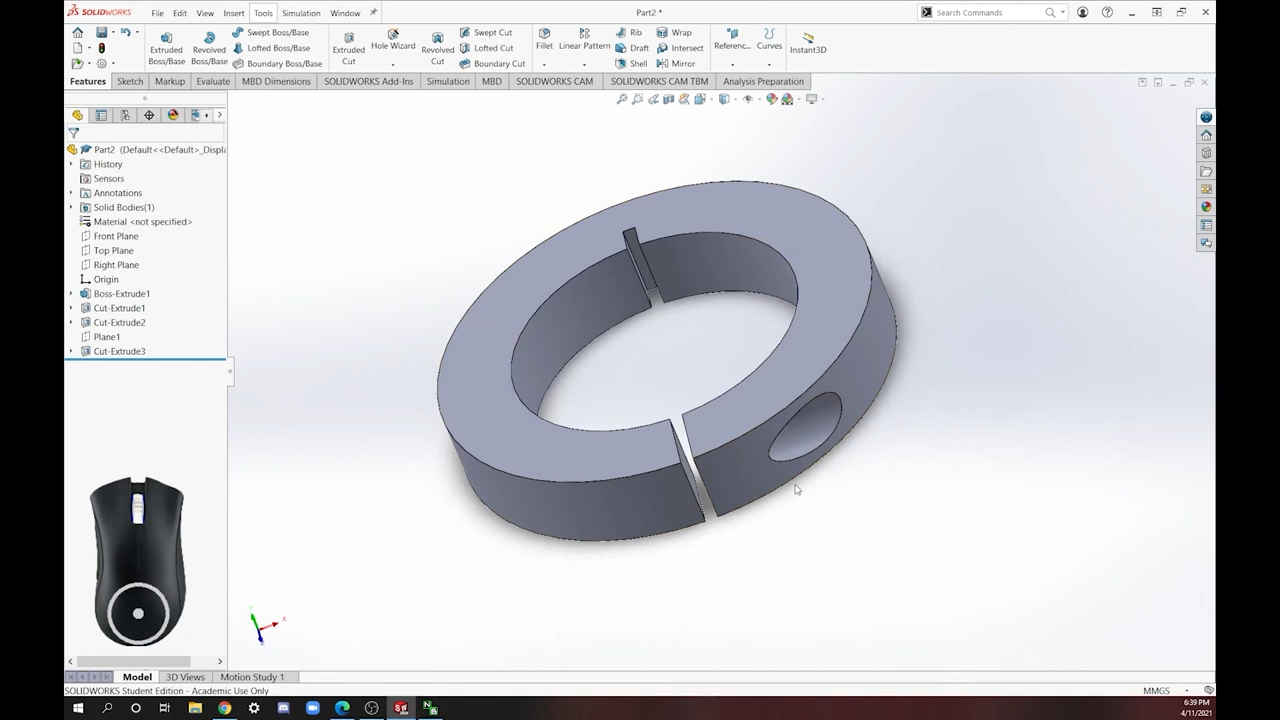 SOLIDWORKS File Edit View Insert Tools Simulation Window Part2 * Search Commands
Extruded Boss/Base Revolved Boss/Base Swept Boss/Base Lofted Boss/Base Boundary Boss/Base Extruded Cut Hole Wizard Revolved Cut Swept Cut Lofted Cut Boundary Cut Fillet Linear Pattern Rib Draft Shell Wrap Intersect Mirror Referenc... Curves Instant3D
Features Sketch Markup Evaluate MBD Dimensions SOLIDWORKS Add-Ins Simulation MBD SOLIDWORKS CAM SOLIDWORKS CAM TBM Analysis Preparation
Part2 (Default<<Default>_Displa
History
Sensors
Annotations
Solid Bodies(1)
Material <not specified>
Front Plane
Top Plane
Right Plane
Origin
Boss-Extrude1
Cut-Extrude1
Cut-Extrude2
Plane1
Cut-Extrude3
Model 3D Views Motion Study 1
SOLIDWORKS Student Edition - Academic Use Only MMGS
6:39 PM
4/11/2021